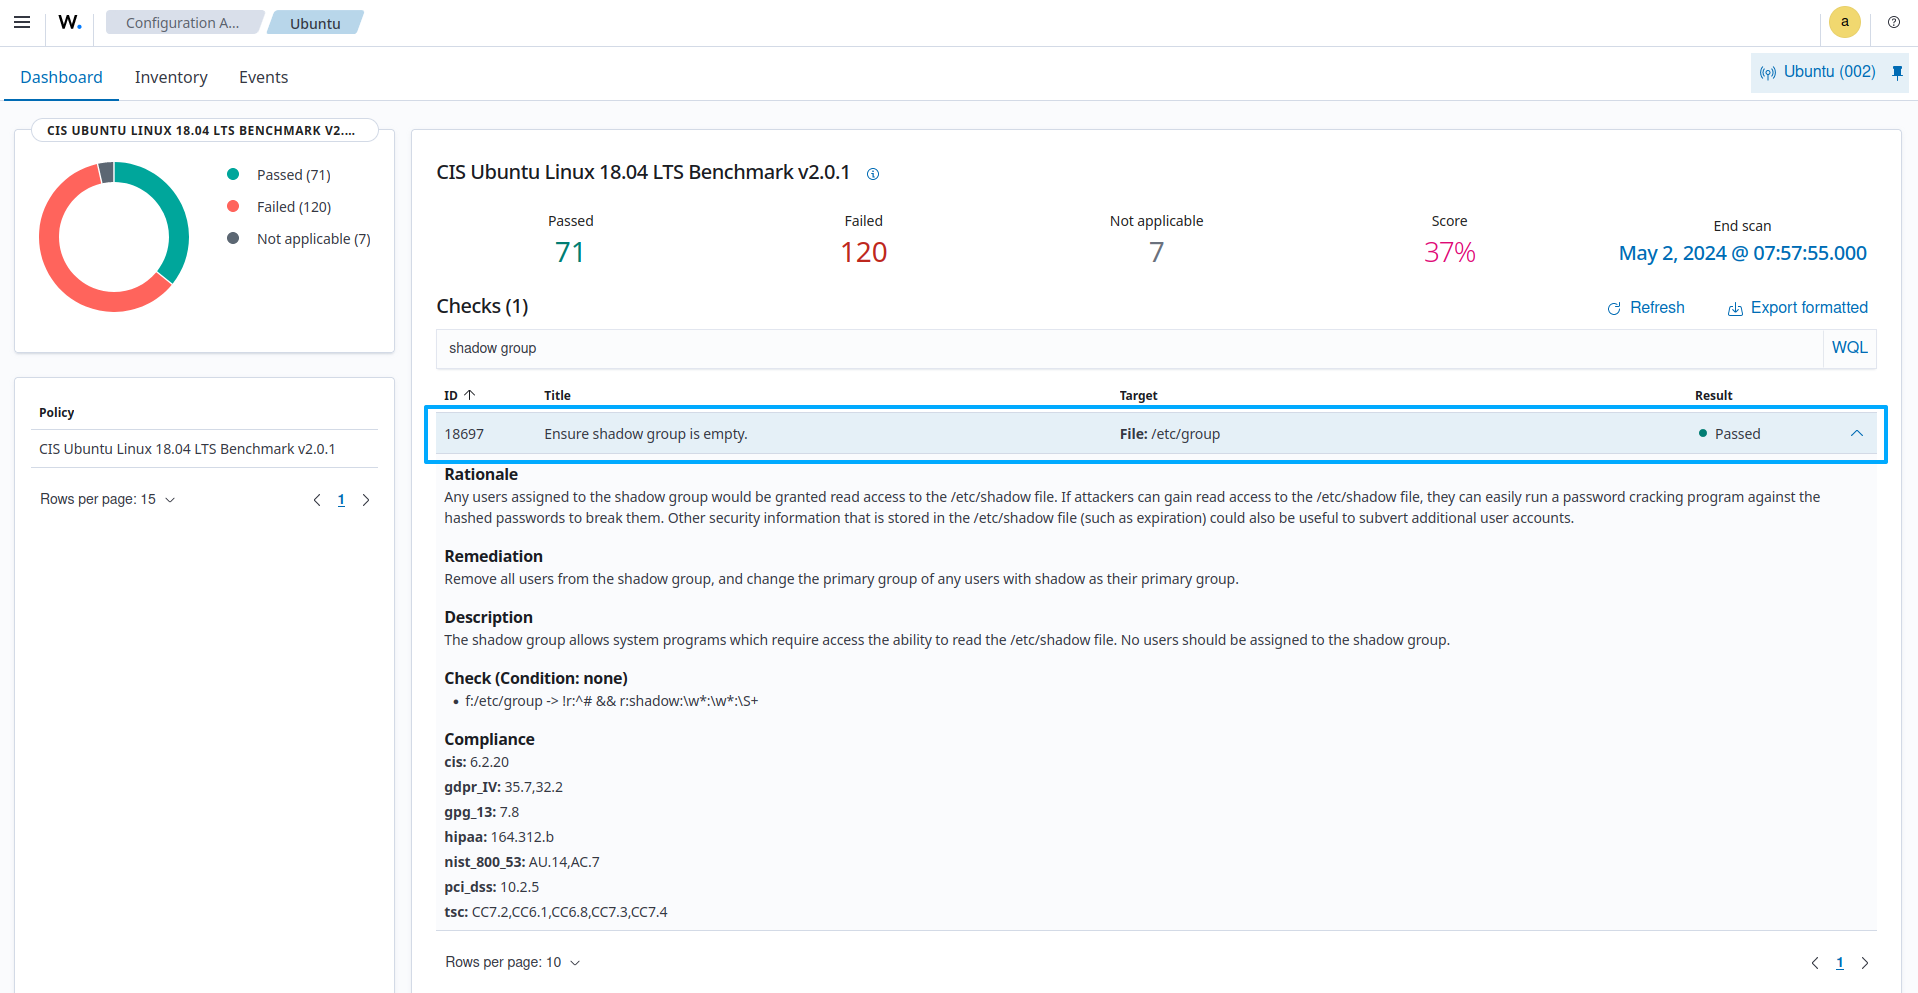 W.
Configuration A...
Ubuntu
a
Dashboard
Inventory
Events
Ubuntu (002)
CIS UBUNTU LINUX 18.04 LTS BENCHMARK V2....
Passed (71)
Failed (120)
Not applicable (7)
Policy
CIS Ubuntu Linux 18.04 LTS Benchmark v2.0.1
Rows per page: 15
1
CIS Ubuntu Linux 18.04 LTS Benchmark v2.0.1
Passed
71
Failed
120
Not applicable
7
Score
37%
End scan
May 2, 2024 @ 07:57:55.000
Checks (1)
Refresh
Export formatted
shadow group
WQL
ID
Title
Target
Result
18697
Ensure shadow group is empty.
File: /etc/group
Passed
Rationale
Any users assigned to the shadow group would be granted read access to the /etc/shadow file. If attackers can gain read access to the /etc/shadow file, they can easily run a password cracking program against the
hashed passwords to break them. Other security information that is stored in the /etc/shadow file (such as expiration) could also be useful to subvert additional user accounts.
Remediation
Remove all users from the shadow group, and change the primary group of any users with shadow as their primary group.
Description
The shadow group allows system programs which require access the ability to read the /etc/shadow file. No users should be assigned to the shadow group.
Check (Condition: none)
• f:/etc/group -> !r:^# && r:shadow:\w*:\w*:\S+
Compliance
cis: 6.2.20
gdpr_IV: 35.7,32.2
gpg_13: 7.8
hipaa: 164.312.b
nist_800_53: AU.14,AC.7
pci_dss: 10.2.5
tsc: CC7.2,CC6.1,CC6.8,CC7.3,CC7.4
Rows per page: 10
1